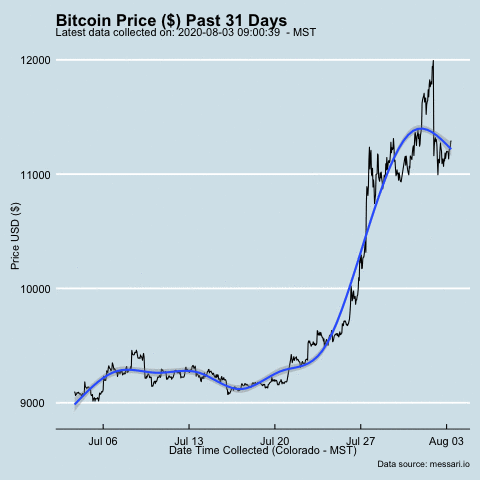 Bitcoin Price ($) Past 31 Days
Latest data collected on: 2020-08-03 09:00:39  - MST
12000
11000
10000
9000
Price USD ($)
Jul 06 Jul 13 Jul 20 Jul 27 Aug 03
Date Time Collected (Colorado - MST)
Data source: messari.io